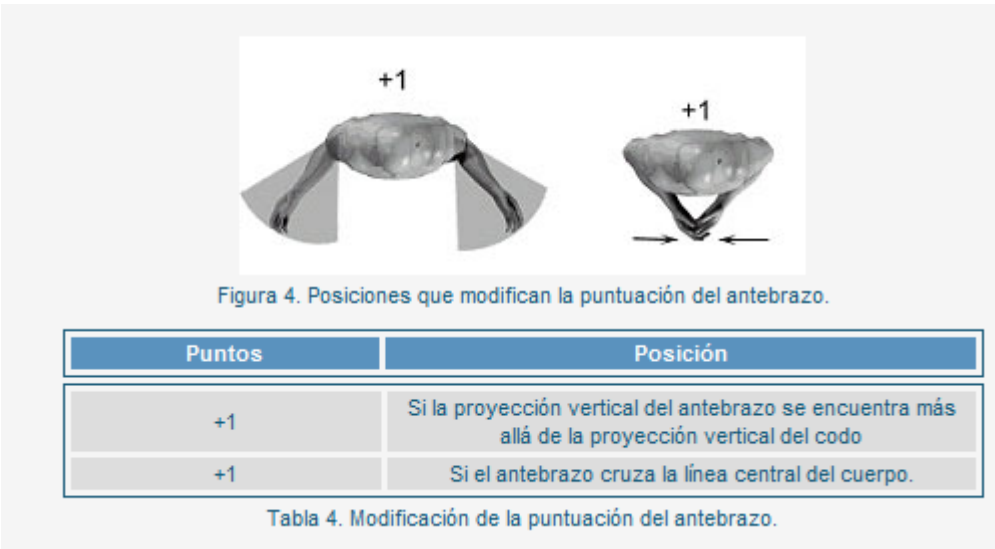 +1
+1
Figura 4. Posiciones que modifican la puntuación del antebrazo.
Puntos Posición
+1 Si la proyección vertical del antebrazo se encuentra más
allá de la proyección vertical del codo
+1 Si el antebrazo cruza la línea central del cuerpo.
Tabla 4. Modificación de la puntuación del antebrazo.